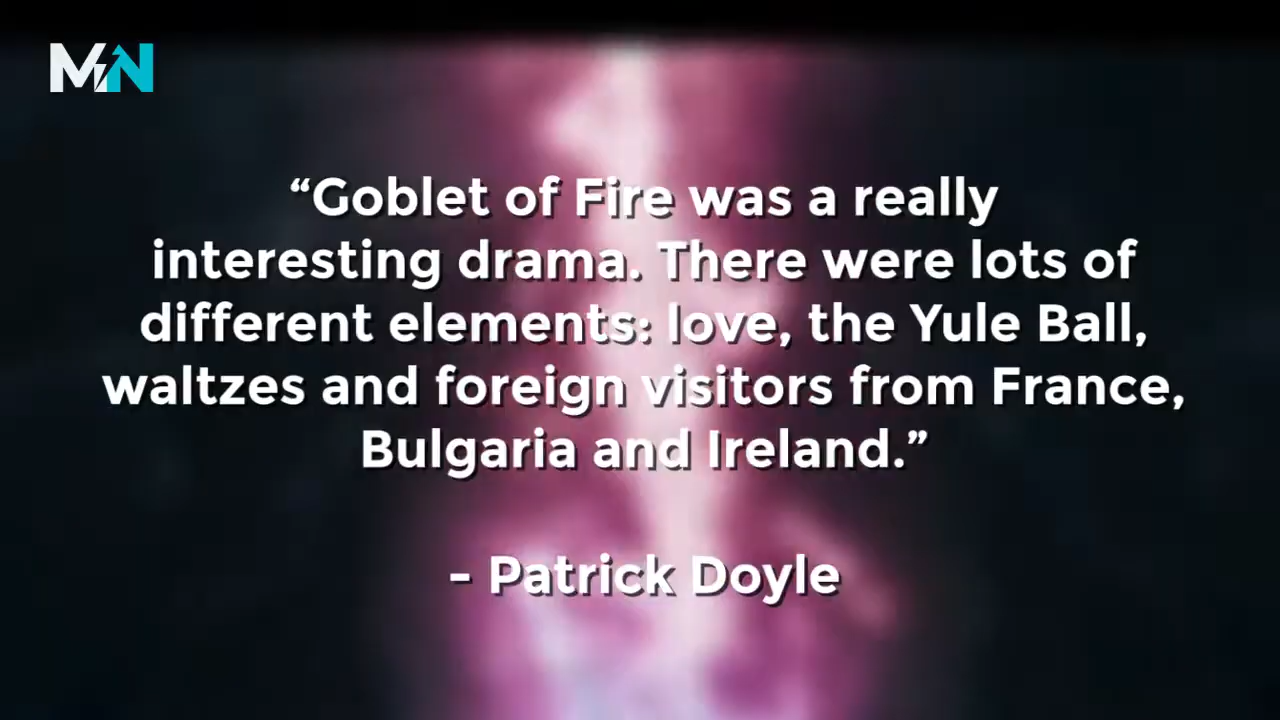 MN
“Goblet of Fire was a really
interesting drama. There were lots of
different elements: love, the Yule Ball,
waltzes and foreign visitors from France,
Bulgaria and Ireland.”
- Patrick Doyle